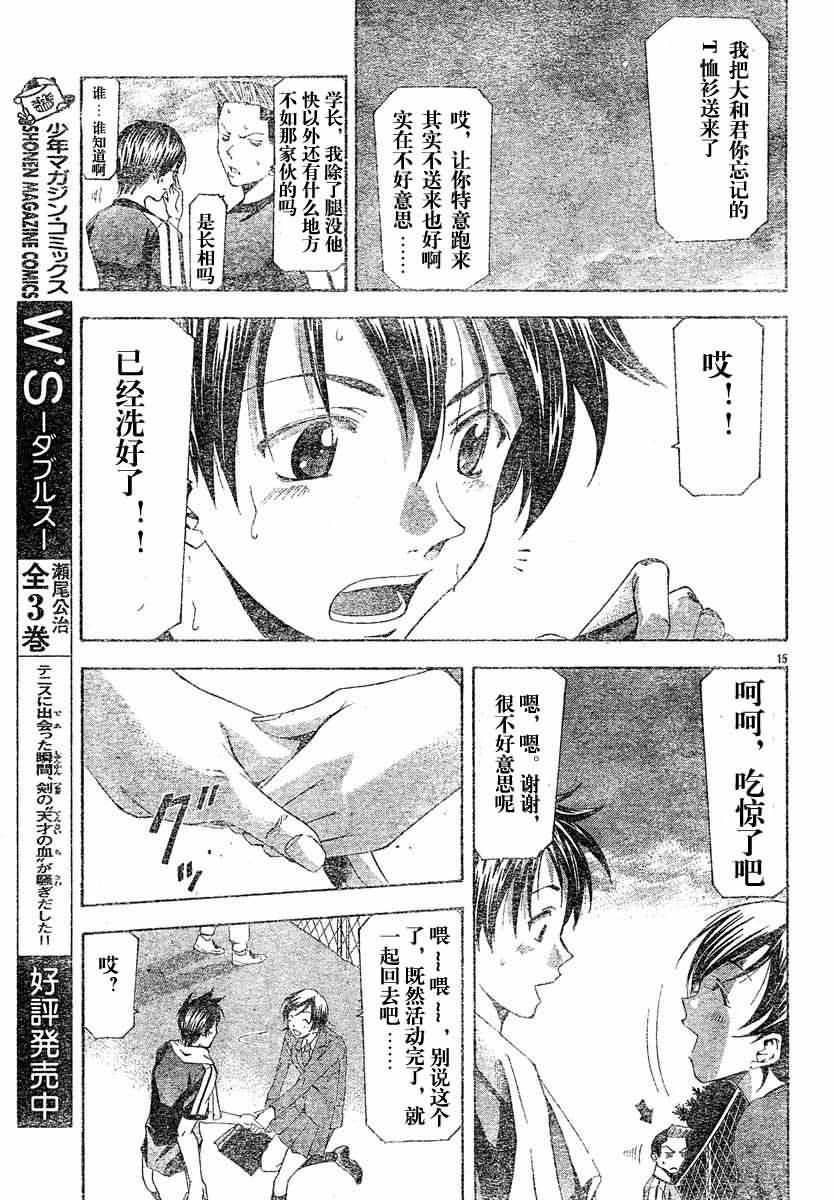 我把大和君你忘记的
T恤衫送来了
哎，让你特意跑来
其实不送来也好啊
实在不好意思……
学长，我除了腿没他
快以外还有什么地方
不如那家伙的吗
是长相吗
谁…谁知道啊
哎！！
已经洗好了！！
15
呵呵，吃惊了吧
嗯，嗯。谢谢，
很不好意思呢
グッ
喂~~喂~~，别说这个
了，既然活动完了，就
一起回去吧……
哎？
少年マガジン・コミックス
SHONEN MAGAZINE COMICS
W'S
ーダブルスー
瀬尾公治
全3巻
テニスに出会った瞬間、剣の“天才の血”が騒ぎだした!!
好評発売中